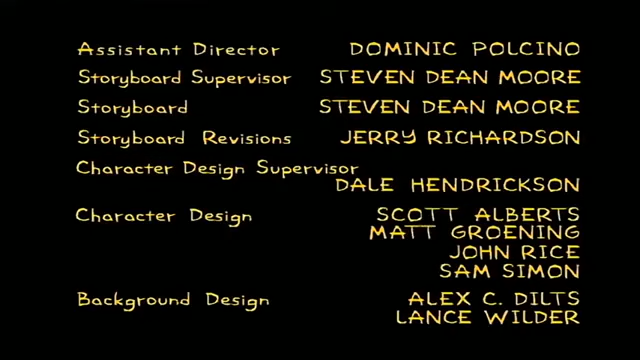 Assistant Director DOMINIC POLCINO
Storyboard Supervisor STEVEN DEAN MOORE
Storyboard STEVEN DEAN MOORE
Storyboard Revisions JERRY RICHARDSON
Character Design Supervisor
DALE HENDRICKSON
Character Design SCOTT ALBERTS
MATT GROENING
JOHN RICE
SAM SIMON
Background Design ALEX C. DILTS
LANCE WILDER